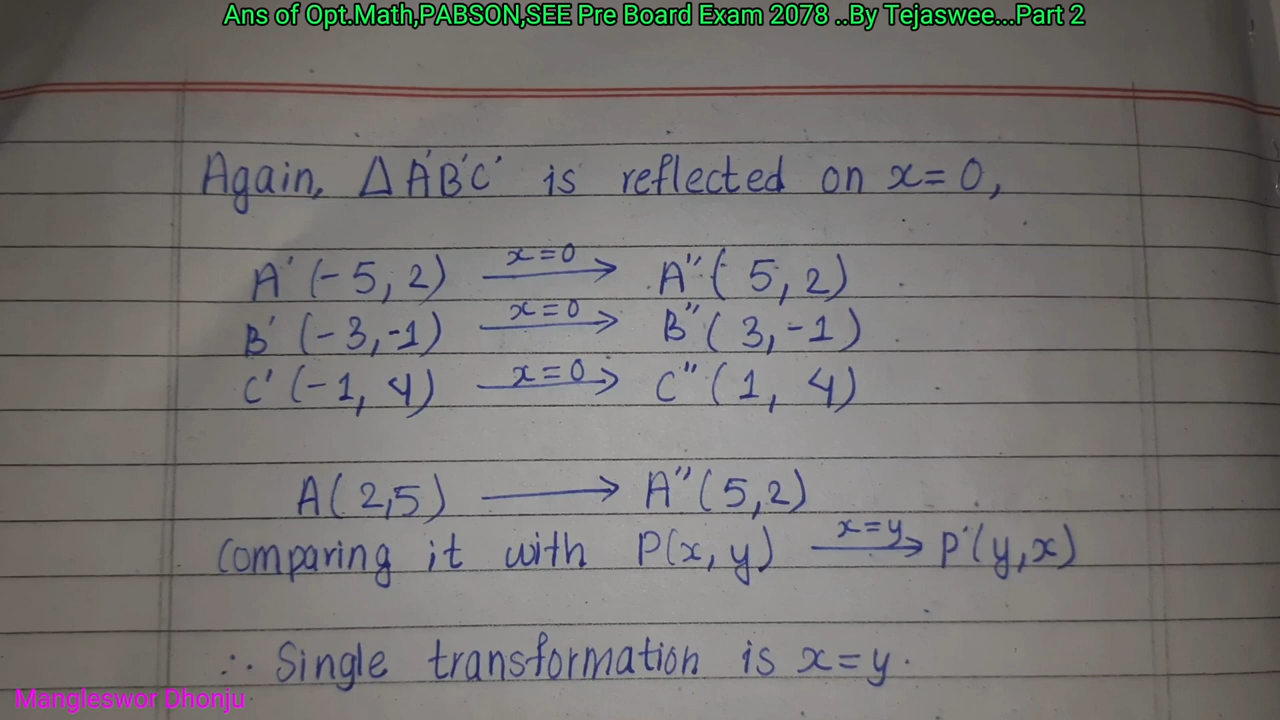 Ans of Opt.Math,PABSON,SEE Pre Board Exam 2078 ..By Tejaswee...Part 2
Again, ΔA'B'C' is reflected on x=0,
A'(-5, 2) x=0→ A''(5, 2)
B'(-3, -1) x=0→ B''(3, -1)
C'(-1, 4) x=0→ C''(1, 4)
A(2,5) → A''(5,2)
Comparing it with P(x, y) x=y→ P'(y,x)
∴ Single transformation is x=y.
Mangleswor Dhonju